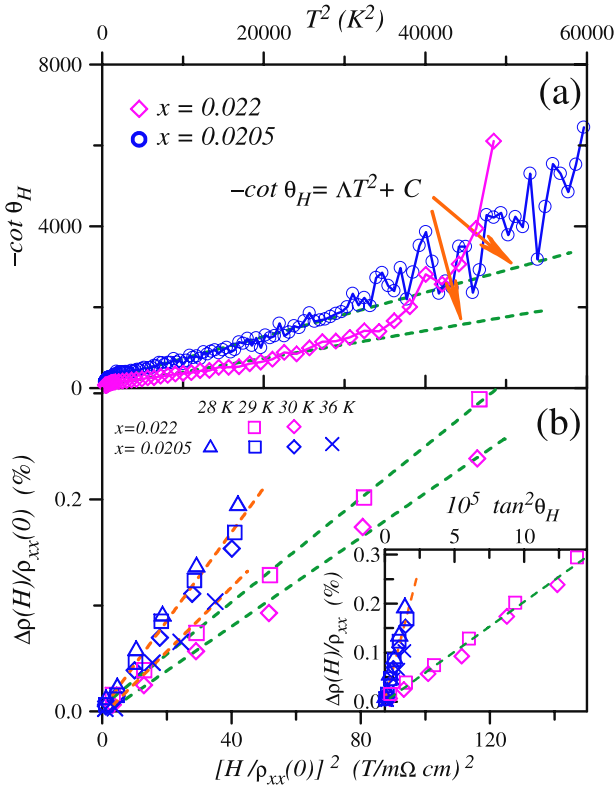 T² (K²)
0 20000 40000 60000
8000
4000
0
−cot θ_H
(a)
x = 0.022
x = 0.0205
−cot θ_H = ΛT² + C
28 K 29 K 30 K 36 K
x=0.022
x= 0.0205
(b)
0.2
0.0
Δρ(H)/ρ_xx(0) (%)
10⁵ tan²θ_H
0 5 10
0.3
0.2
0.1
0.0
Δρ(H)/ρ_xx (%)
0 40 80 120
[H/ρ_xx(0)] ² (T/mΩ cm) ²